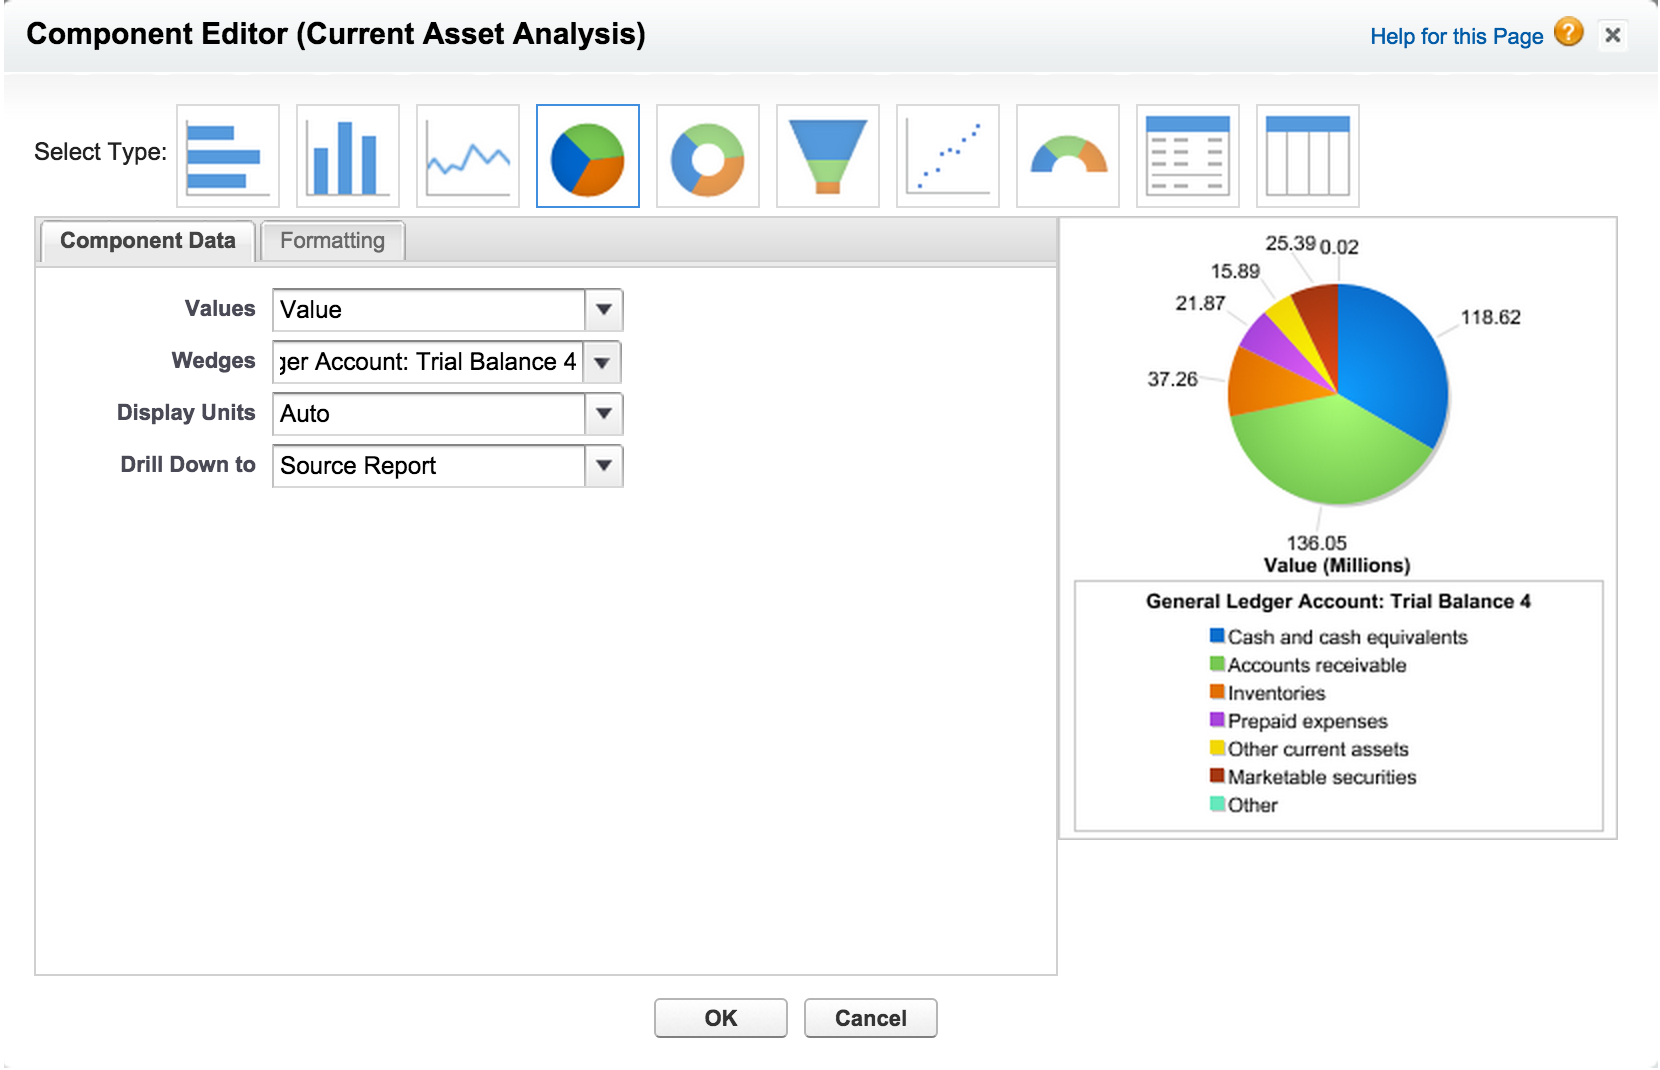 Component Editor (Current Asset Analysis)
Help for this Page ?
Select Type:
Component Data
Formatting
Values
Value
Wedges
ger Account: Trial Balance 4
Display Units
Auto
Drill Down to
Source Report
25.39
0.02
15.89
21.87
118.62
37.26
136.05
Value (Millions)
General Ledger Account: Trial Balance 4
Cash and cash equivalents
Accounts receivable
Inventories
Prepaid expenses
Other current assets
Marketable securities
Other
OK
Cancel